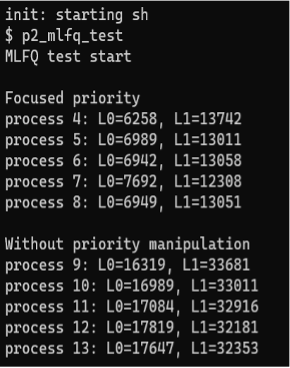 init: starting sh
$ p2_mlfq_test
MLFQ test start

Focused priority
process 4: L0=6258, L1=13742
process 5: L0=6989, L1=13011
process 6: L0=6942, L1=13058
process 7: L0=7692, L1=12308
process 8: L0=6949, L1=13051

Without priority manipulation
process 9: L0=16319, L1=33681
process 10: L0=16989, L1=33011
process 11: L0=17084, L1=32916
process 12: L0=17819, L1=32181
process 13: L0=17647, L1=32353